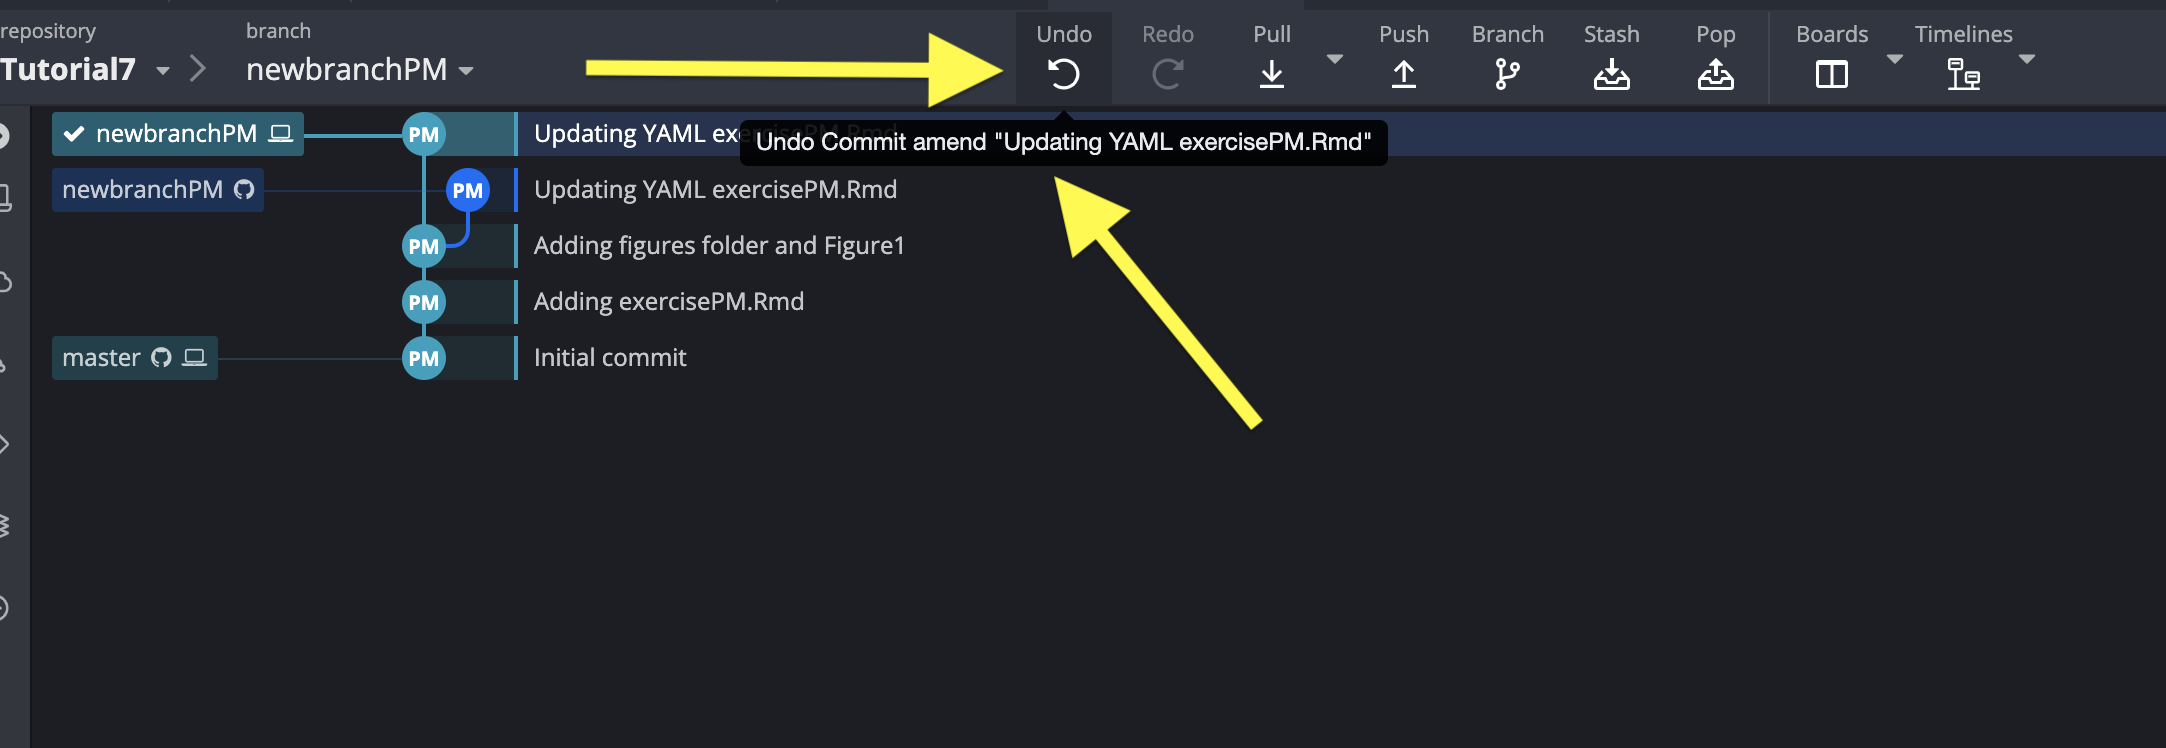 repository
branch
Undo
Redo
Pull
Push
Branch
Stash
Pop
Boards
Timelines
Tutorial7
newbranchPM
newbranchPM
PM
Updating YAML exercisePM.Rmd
Undo Commit amend "Updating YAML exercisePM.Rmd"
newbranchPM
PM
Updating YAML exercisePM.Rmd
PM
Adding figures folder and Figure1
PM
Adding exercisePM.Rmd
master
PM
Initial commit